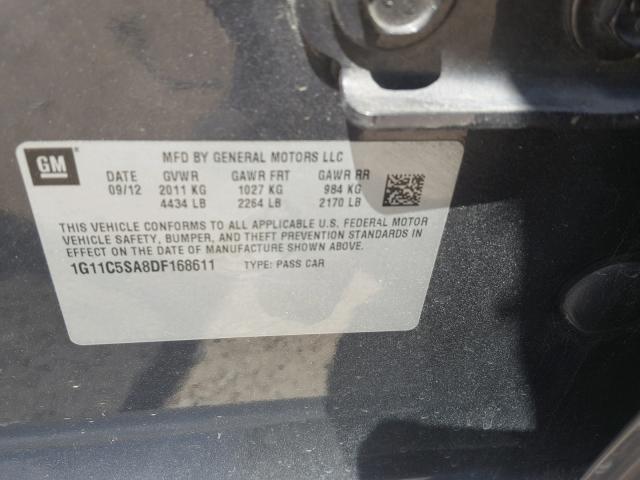 GM
MFD BY GENERAL MOTORS LLC
DATE GVWR GAWR FRT GAWR RR
09/12 2011 KG 1027 KG 984 KG
4434 LB 2264 LB 2170 LB
THIS VEHICLE CONFORMS TO ALL APPLICABLE U.S. FEDERAL MOTOR
VEHICLE SAFETY, BUMPER, AND THEFT PREVENTION STANDARDS IN
EFFECT ON THE DATE OF MANUFACTURE SHOWN ABOVE.
1G11C5SA8DF168611 TYPE: PASS CAR